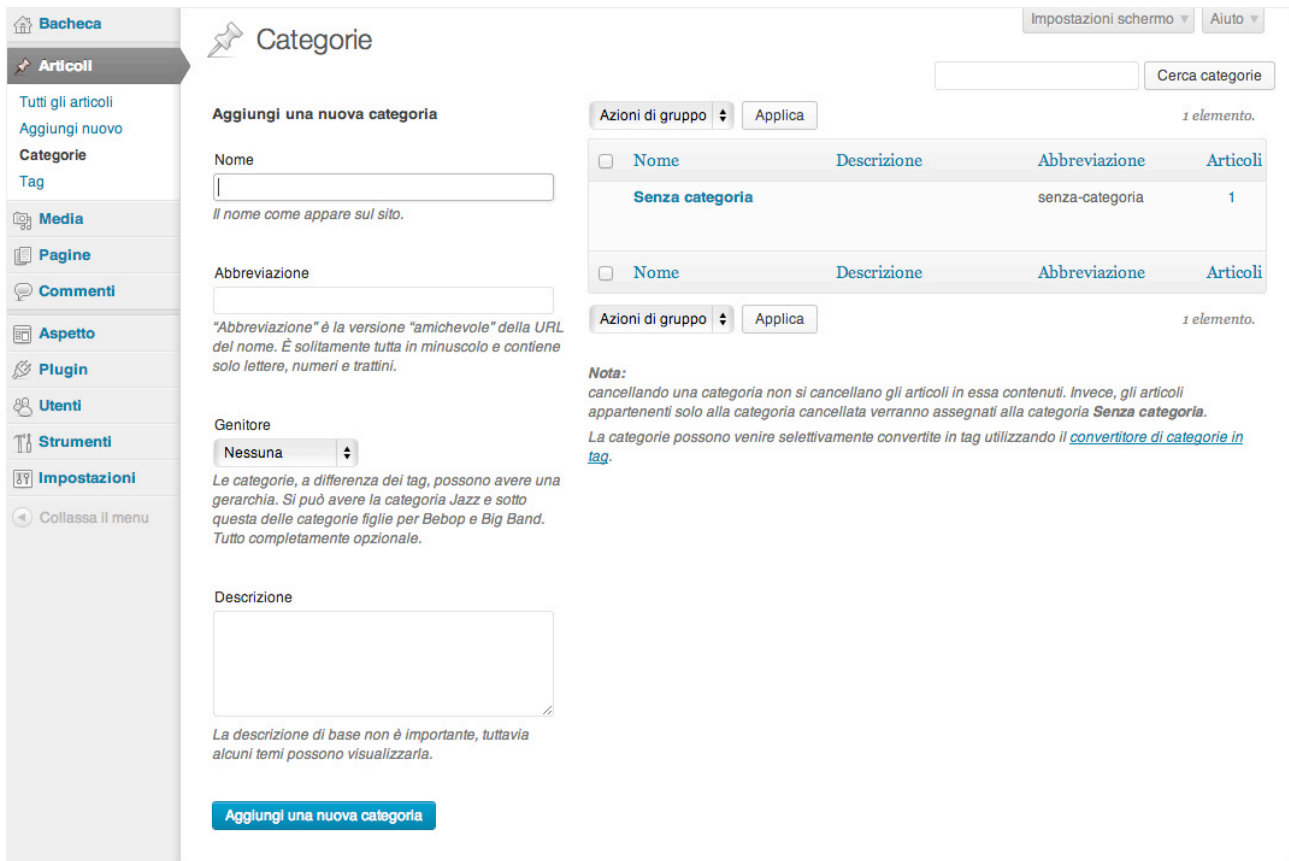 Bacheca
Articoli
Tutti gli articoli
Aggiungi nuovo
Categorie
Tag
Media
Pagine
Commenti
Aspetto
Plugin
Utenti
Strumenti
Impostazioni
Collassa il menu
Impostazioni schermo
Aiuto
Categorie
Cerca categorie
Aggiungi una nuova categoria
Nome
Il nome come appare sul sito.
Abbreviazione
“Abbreviazione” è la versione “amichevole” della URL
del nome. È solitamente tutta in minuscolo e contiene
solo lettere, numeri e trattini.
Genitore
Nessuna
Le categorie, a differenza dei tag, possono avere una
gerarchia. Si può avere la categoria Jazz e sotto
questa delle categorie figlie per Bebop e Big Band.
Tutto completamente opzionale.
Descrizione
La descrizione di base non è importante, tuttavia
alcuni temi possono visualizzarla.
Aggiungi una nuova categoria
Azioni di gruppo Applica 1 elemento.
Nome Descrizione Abbreviazione Articoli
Senza categoria senza-categoria 1
Nome Descrizione Abbreviazione Articoli
Azioni di gruppo Applica 1 elemento.
Nota:
cancellando una categoria non si cancellano gli articoli in essa contenuti. Invece, gli articoli
appartenenti solo alla categoria cancellata verranno assegnati alla categoria Senza categoria.
La categorie possono venire selettivamente convertite in tag utilizzando il convertitore di categorie in
tag.